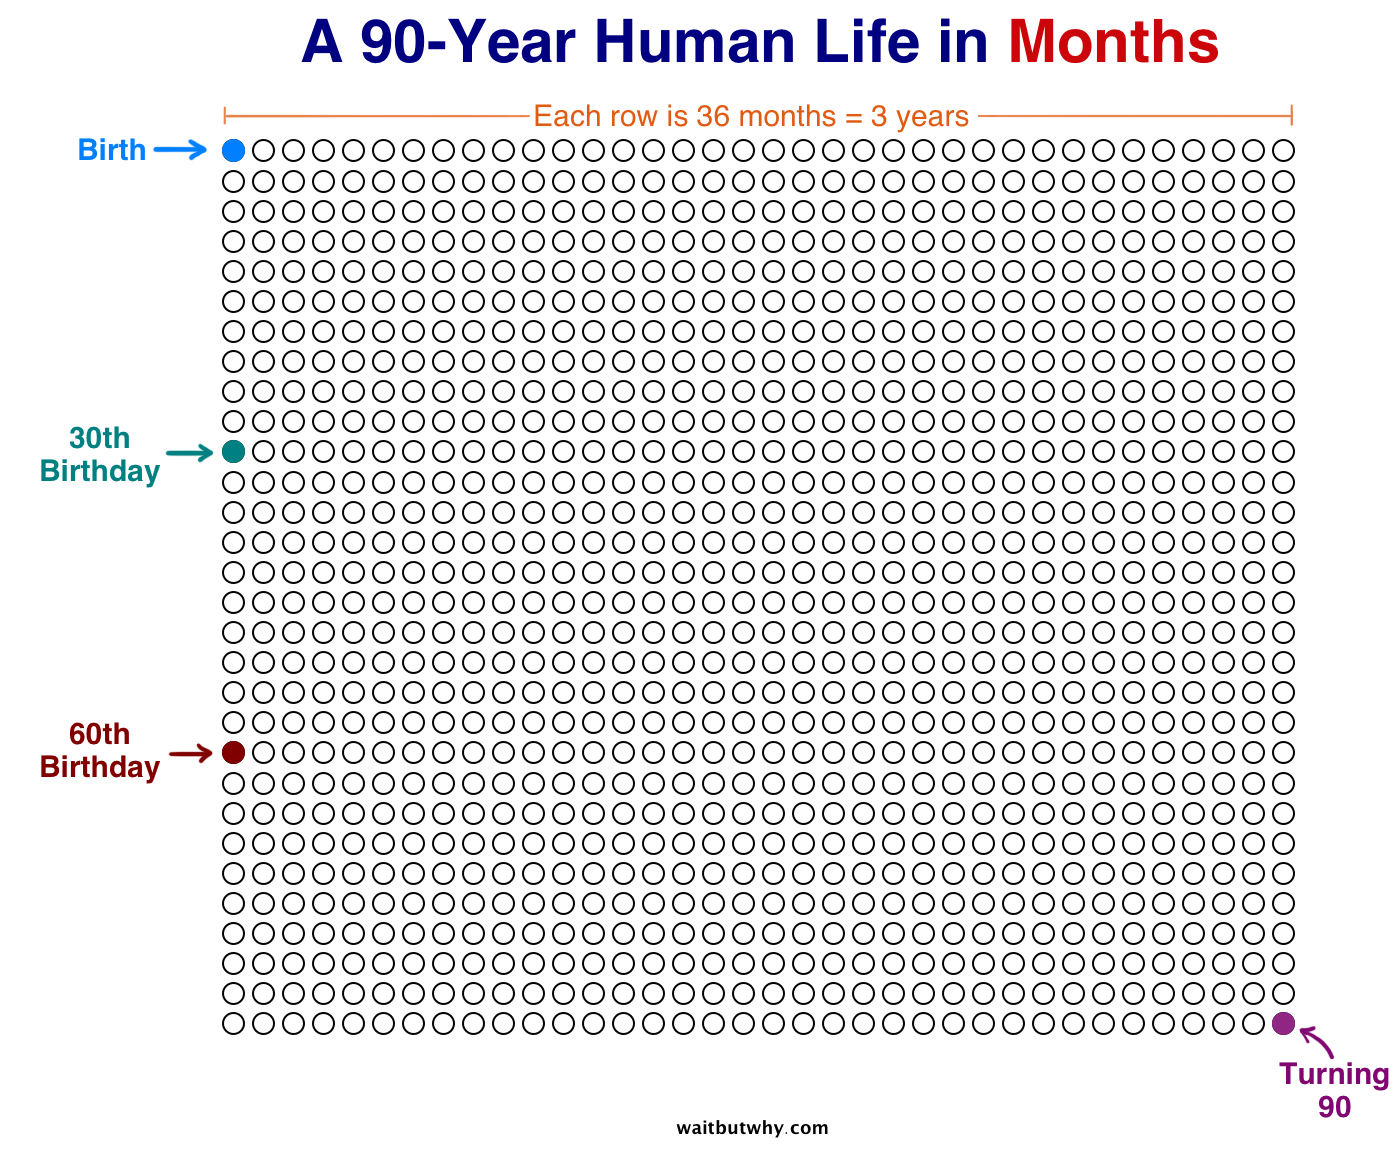 A 90-Year Human Life in Months
Each row is 36 months = 3 years
Birth
30th
Birthday
60th
Birthday
Turning
90
waitbutwhy.com